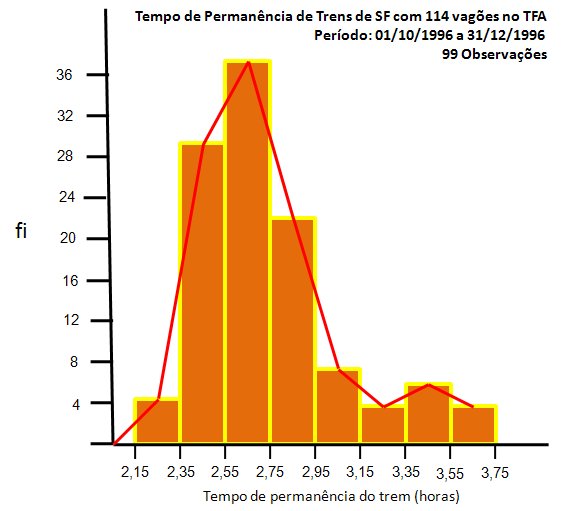 Tempo de Permanência de Trens de SF com 114 vagões no TFA
Período: 01/10/1996 a 31/12/1996
99 Observações
36
32
28
24
fi
20
16
12
8
4
2,15 2,35 2,55 2,75 2,95 3,15 3,35 3,55 3,75
Tempo de permanência do trem (horas)